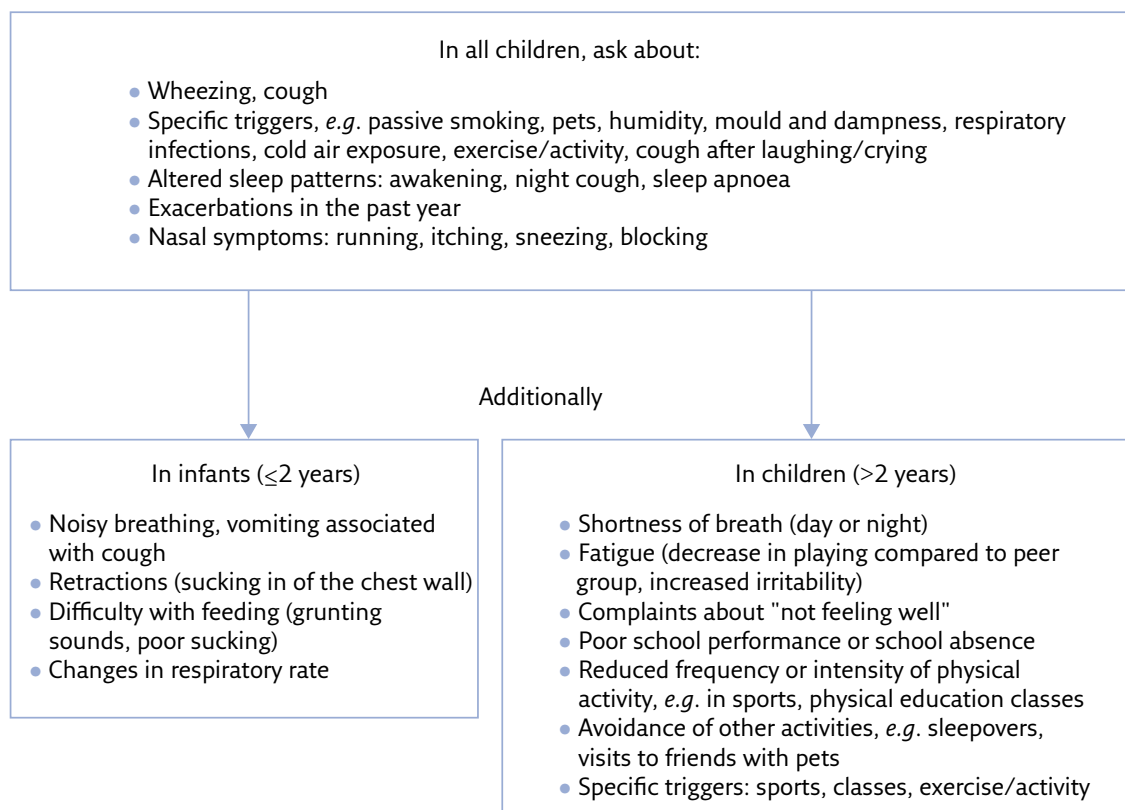 In all children, ask about:
• Wheezing, cough
• Specific triggers, e.g. passive smoking, pets, humidity, mould and dampness, respiratory
infections, cold air exposure, exercise/activity, cough after laughing/crying
• Altered sleep patterns: awakening, night cough, sleep apnoea
• Exacerbations in the past year
• Nasal symptoms: running, itching, sneezing, blocking
Additionally
In infants (≤2 years)
• Noisy breathing, vomiting associated
with cough
• Retractions (sucking in of the chest wall)
• Difficulty with feeding (grunting
sounds, poor sucking)
• Changes in respiratory rate
In children (>2 years)
• Shortness of breath (day or night)
• Fatigue (decrease in playing compared to peer
group, increased irritability)
• Complaints about "not feeling well"
• Poor school performance or school absence
• Reduced frequency or intensity of physical
activity, e.g. in sports, physical education classes
• Avoidance of other activities, e.g. sleepovers,
visits to friends with pets
• Specific triggers: sports, classes, exercise/activity